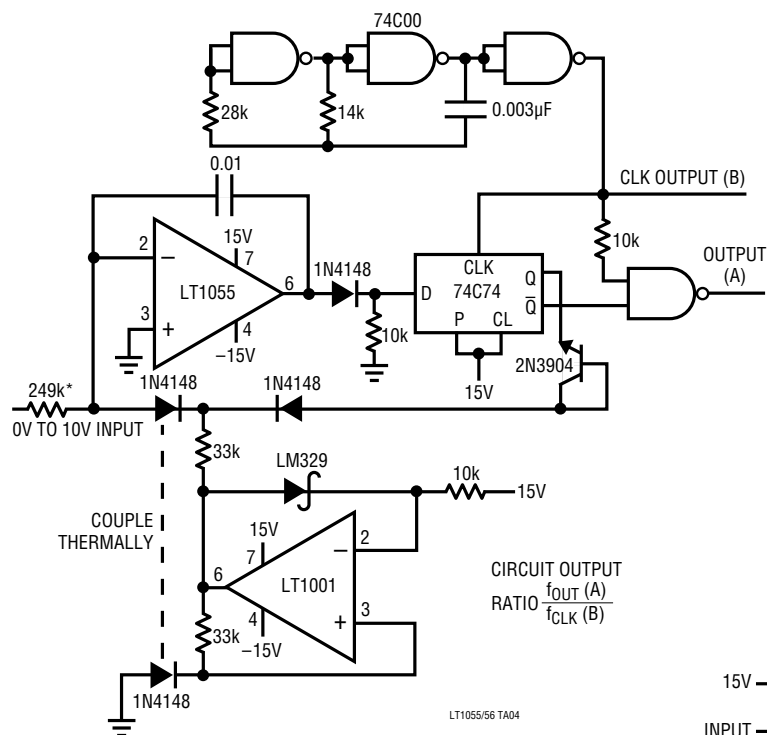 74C00
28k
14k
0.003µF
0.01
CLK OUTPUT (B)
2
15V
7
LT1055
6
3
4
–15V
1N4148
10k
D
CLK
74C74
Q
Q̅
P
CL
15V
10k
OUTPUT
(A)
2N3904
249k*
0V TO 10V INPUT
1N4148
1N4148
33k
LM329
10k
15V
COUPLE
THERMALLY
15V
7
2
6
LT1001
3
4
–15V
33k
1N4148
CIRCUIT OUTPUT
RATIO fOUT (A)
fCLK (B)
LT1055/56 TA04
15V
INPUT